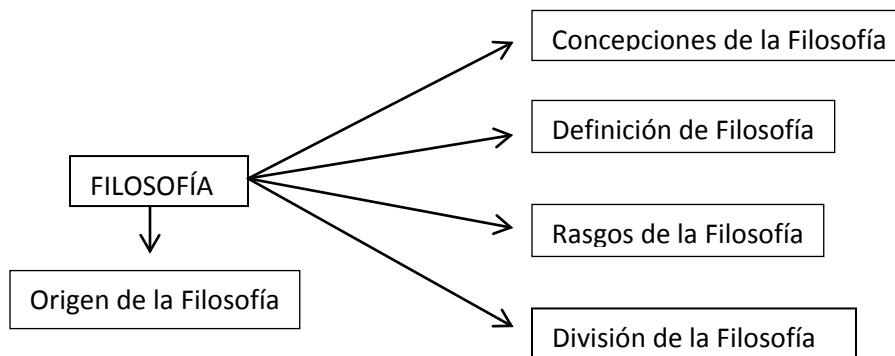 Concepciones de la Filosofía
Definición de Filosofía
FILOSOFÍA
Rasgos de la Filosofía
Origen de la Filosofía
División de la Filosofía